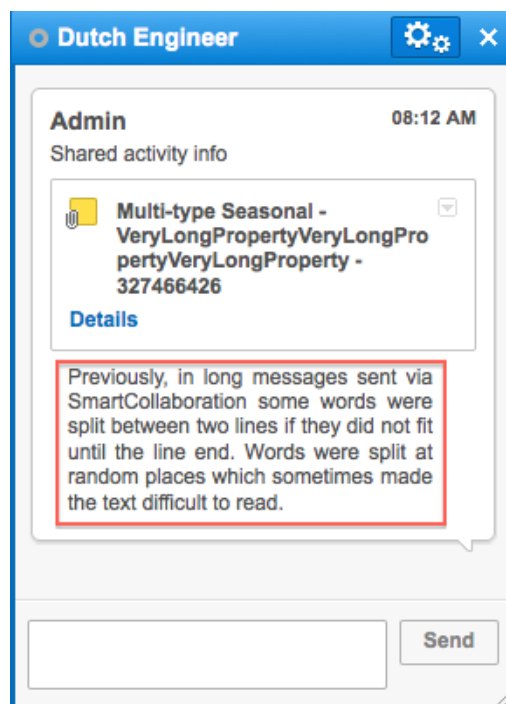 Dutch Engineer
Admin
08:12 AM
Shared activity info
Multi-type Seasonal -
VeryLongPropertyVeryLongPro
pertyVeryLongProperty -
327466426
Details
Previously, in long messages sent via
SmartCollaboration some words were
split between two lines if they did not fit
until the line end. Words were split at
random places which sometimes made
the text difficult to read.
Send